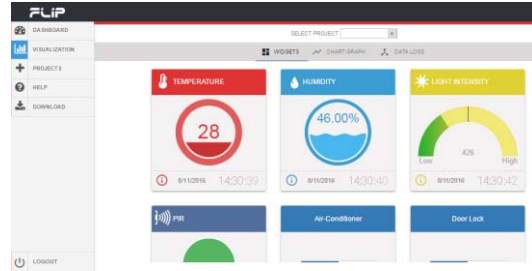 FLiP
DASHBOARD
VISUALIZATION
PROJECTS
HELP
DOWNLOAD
LOGOUT
SELECT PROJECT
WIDGETS
CHART-GRAPH
DATA LOGS
TEMPERATURE
28
8/11/2016 14:30:39
HUMIDITY
46.00%
8/11/2016 14:30:40
LIGHT INTENSITY
426
Low High
8/11/2016 14:30:42
PIR
Air-Conditioner
Door Lock